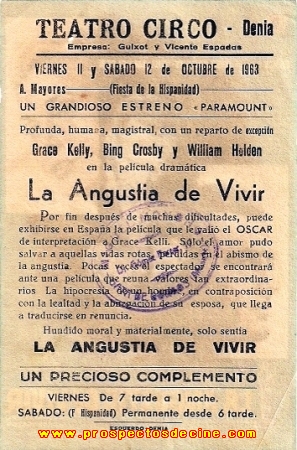 TEATRO CIRCO - Denia
Empresa: Guixot y Vicente Espadas
VIERNES 11 y SABADO 12 de OCTUBRE de 1963
A. Mayores (Fiesta de la Hispanidad)
UN GRANDIOSO ESTRENO «PARAMOUNT»
Profunda, humana, magistral, con un reparto de excepción
Grace Kelly, Bing Crosby y William Holden
en la película dramática
La Angustia de Vivir
Por fin después de muchas dificultades, puede
exhibirse en España la película que le valió el OSCAR
de interpretación a Grace Kelli. Sólo el amor pudo
salvar a aquellas vidas rotas, perdidas en el abismo de
la angustia. Pocas veces el espectador se encontrará
ante una película que reuna valores tan extraordina-
rios La hipocresía de un hombre, en contraposición
con la lealtad y la abnegación de su esposa, que llega
a traducirse en renuncia.
Hundido moral y materialmente, solo sentía
LA ANGUSTIA DE VIVIR
UN PRECIOSO COMPLEMENTO
VIERNES De 7 tarde a 1 noche.
SABADO: (F Hispanidad) Permanente desde 6 tarde.
www.prospectosdecine.com